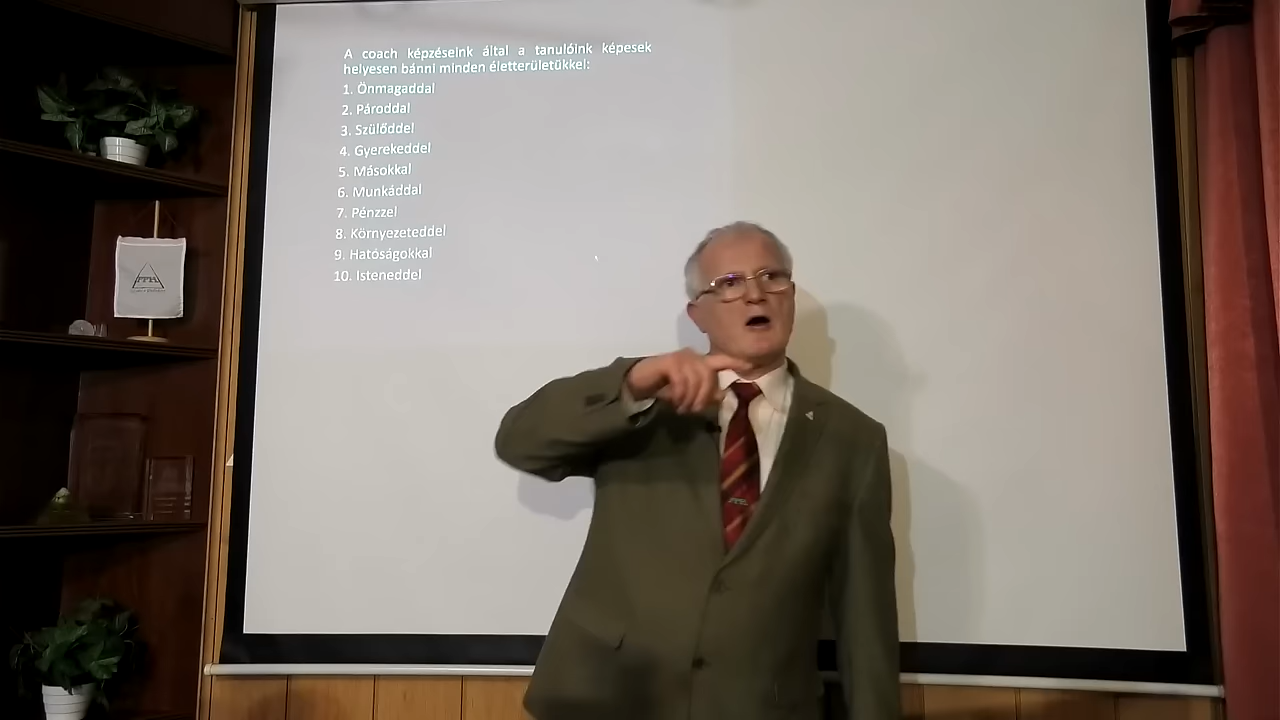 A coach képzéseink által a tanulóink képesek
helyesen bánni minden életterületükkel:
1. Önmagaddal
2. Pároddal
3. Szülőddel
4. Gyerekeddel
5. Másokkal
6. Munkáddal
7. Pénzzel
8. Környezeteddel
9. Hatóságokkal
10. Isteneddel